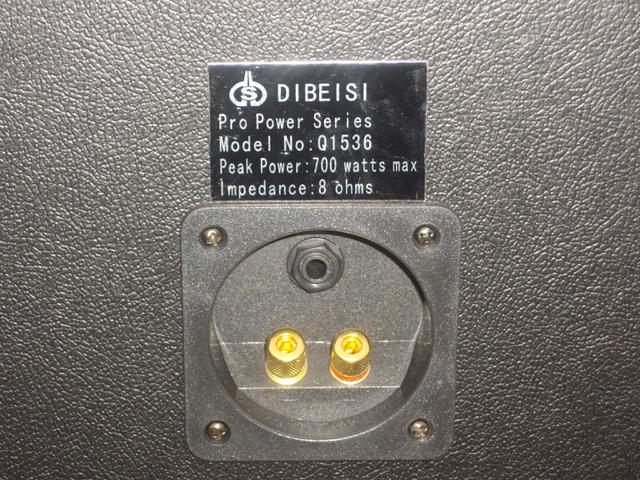 DIBEISI
Pro Power Series
Model No:Q1536
Peak Power:700 watts max
Impedance:8 ohms